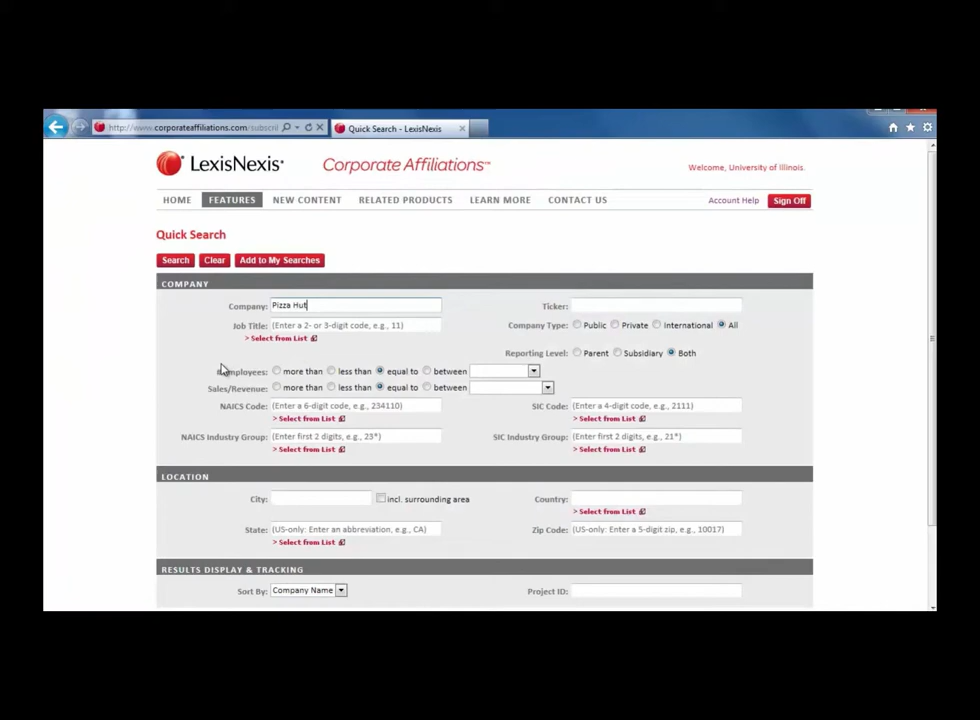 http://www.corporateaffiliations.com/subscri
Quick Search - LexisNexis
LexisNexis® Corporate Affiliations™
Welcome, University of Illinois.
HOME FEATURES NEW CONTENT RELATED PRODUCTS LEARN MORE CONTACT US Account Help Sign Off
Quick Search
Search Clear Add to My Searches
COMPANY
Company: Pizza Hut Ticker:
Job Title: (Enter a 2- or 3-digit code, e.g., 11) Company Type: Public Private International All
> Select from List
Reporting Level: Parent Subsidiary Both
Employees: more than less than equal to between
Sales/Revenue: more than less than equal to between
NAICS Code: (Enter a 6-digit code, e.g., 234110) SIC Code: (Enter a 4-digit code, e.g., 2111)
> Select from List > Select from List
NAICS Industry Group: (Enter first 2 digits, e.g., 23*) SIC Industry Group: (Enter first 2 digits, e.g., 21*)
> Select from List > Select from List
LOCATION
City: incl. surrounding area Country:
> Select from List
State: (US-only: Enter an abbreviation, e.g., CA) Zip Code: (US-only: Enter a 5-digit zip, e.g., 10017)
> Select from List
RESULTS DISPLAY & TRACKING
Sort By: Company Name Project ID: